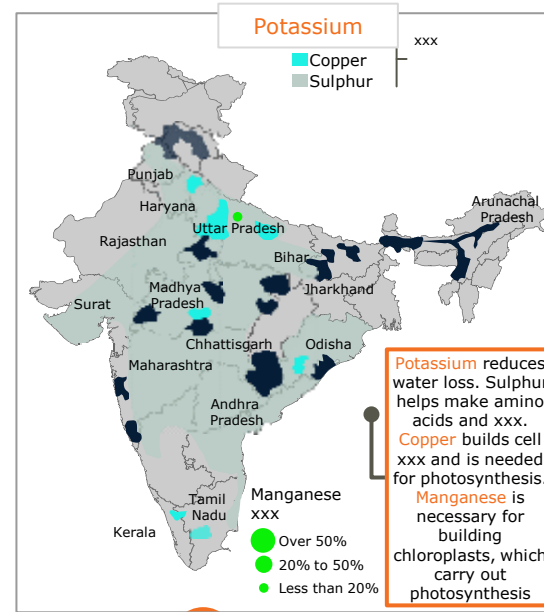 Potassium
xxx
Copper
Sulphur
Punjab
Haryana
Arunachal
Pradesh
Uttar Pradesh
Rajasthan
Bihar
Jharkhand
Madhya
Pradesh
Surat
Chhattisgarh
Odisha
Maharashtra
Andhra
Pradesh
Tamil
Nadu
Kerala
Manganese
xxx
Over 50%
20% to 50%
Less than 20%
Potassium reduces
water loss. Sulphur
helps make amino
acids and xxx.
Copper builds cell
xxx and is needed
for photosynthesis.
Manganese is
necessary for
building
chloroplasts, which
carry out
photosynthesis